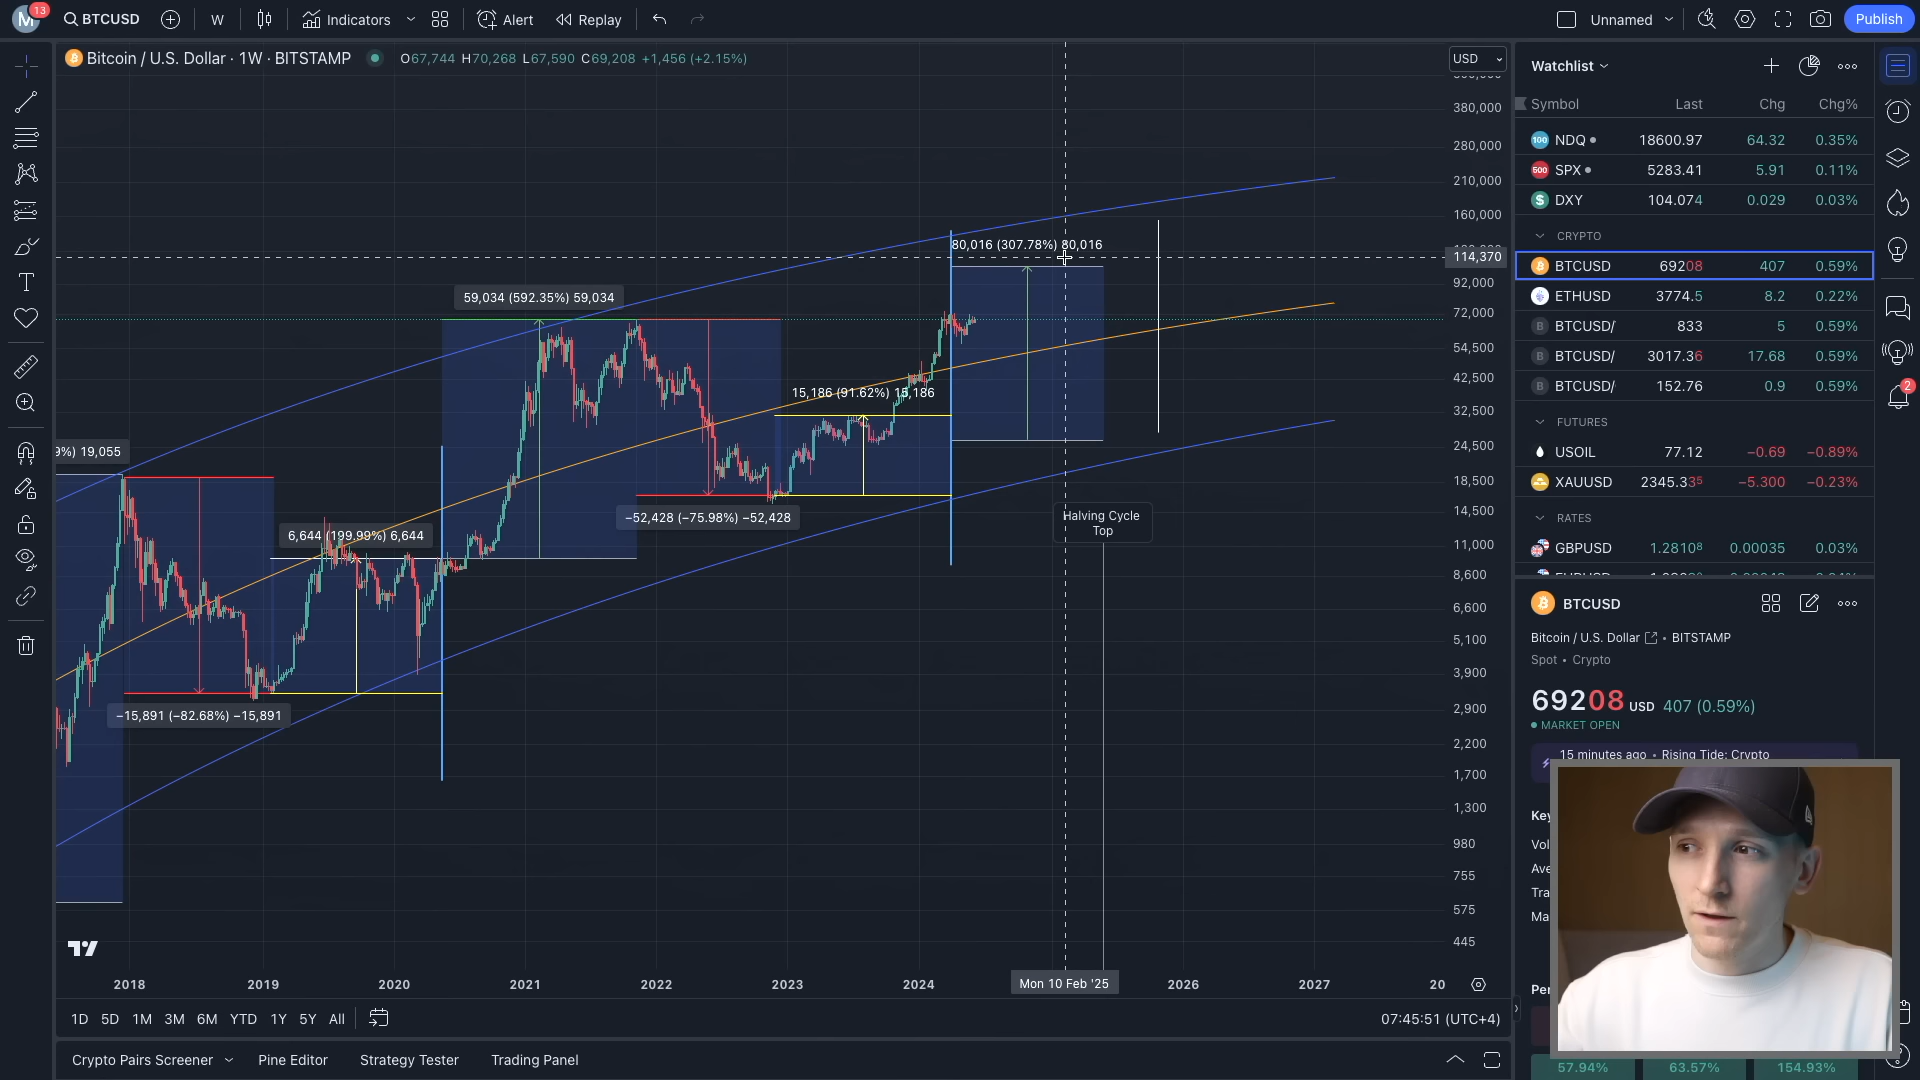 M 13 BTCUSD W Indicators Alert Replay Unnamed Publish
Bitcoin / U.S. Dollar · 1W · BITSTAMP O67,744 H70,268 L67,590 C69,208 +1,456 (+2.15%)
USD
380,000
280,000
210,000
160,000
114,370
92,000
72,000
54,500
42,500
32,500
24,500
18,500
14,500
11,000
8,600
6,600
5,100
3,900
2,900
2,200
1,700
1,300
980
755
575
445
80,016 (307.78%) 80,016
59,034 (592.35%) 59,034
15,186 (91.62%) 15,186
9%) 19,055
−52,428 (−75.98%) −52,428
6,644 (199.99%) 6,644
Halving Cycle
Top
−15,891 (−82.68%) −15,891
2018 2019 2020 2021 2022 2023 2024 Mon 10 Feb '25 2026 2027 20
1D 5D 1M 3M 6M YTD 1Y 5Y All 07:45:51 (UTC+4)
Crypto Pairs Screener Pine Editor Strategy Tester Trading Panel
Watchlist
Symbol Last Chg Chg%
100 NDQ 18600.97 64.32 0.35%
500 SPX 5283.41 5.91 0.11%
$ DXY 104.074 0.029 0.03%
CRYPTO
BTCUSD 69208 407 0.59%
ETHUSD 3774.5 8.2 0.22%
B BTCUSD/ 833 5 0.59%
B BTCUSD/ 3017.36 17.68 0.59%
B BTCUSD/ 152.76 0.9 0.59%
FUTURES
USOIL 77.12 −0.69 −0.89%
XAUUSD 2345.335 −5.300 −0.23%
RATES
GBPUSD 1.28108 0.00035 0.03%
2
BTCUSD
Bitcoin / U.S. Dollar • BITSTAMP
Spot • Crypto
69208 USD 407 (0.59%)
MARKET OPEN
15 minutes ago • Rising Tide: Crypto
Key
Vol
Ave
Tra
Ma
Per
57.94% 63.57% 154.93%